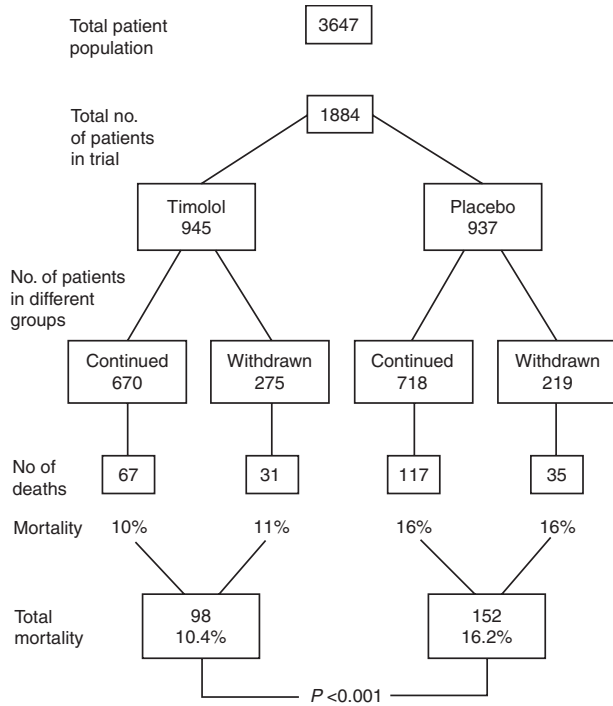 Total patient
population
3647
Total no.
of patients
in trial
1884
Timolol
945
Placebo
937
No. of patients
in different
groups
Continued
670
Withdrawn
275
Continued
718
Withdrawn
219
No of
deaths
67
31
117
35
Mortality
10%
11%
16%
16%
Total
mortality
98
10.4%
152
16.2%
P <0.001